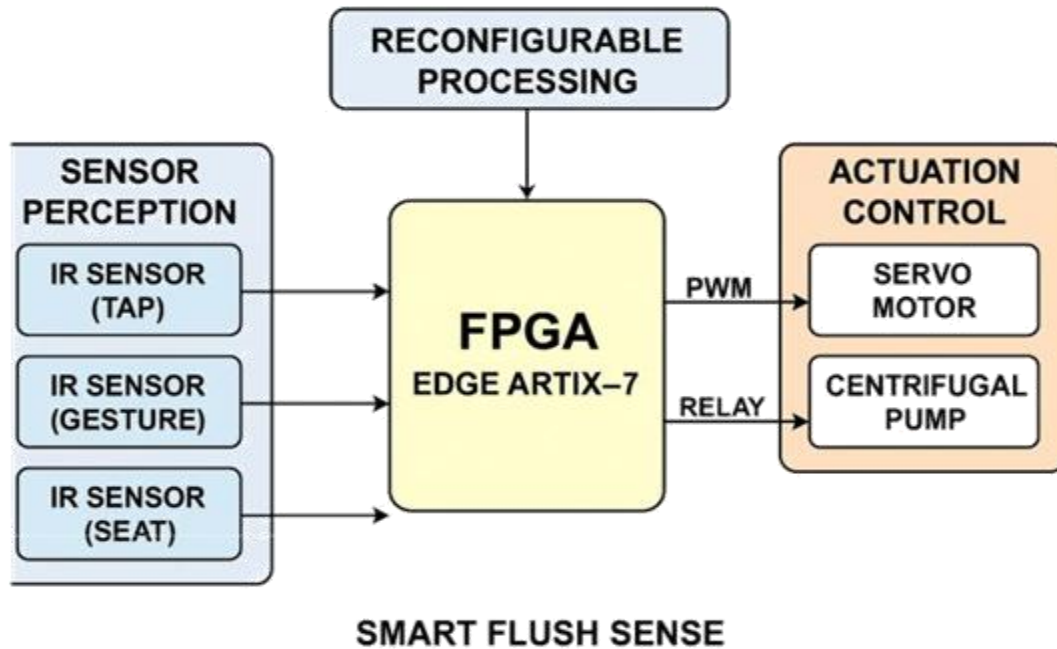 RECONFIGURABLE
PROCESSING
SENSOR
PERCEPTION
IR SENSOR
(TAP)
IR SENSOR
(GESTURE)
IR SENSOR
(SEAT)
FPGA
EDGE ARTIX–7
PWM
RELAY
ACTUATION
CONTROL
SERVO
MOTOR
CENTRIFUGAL
PUMP
SMART FLUSH SENSE